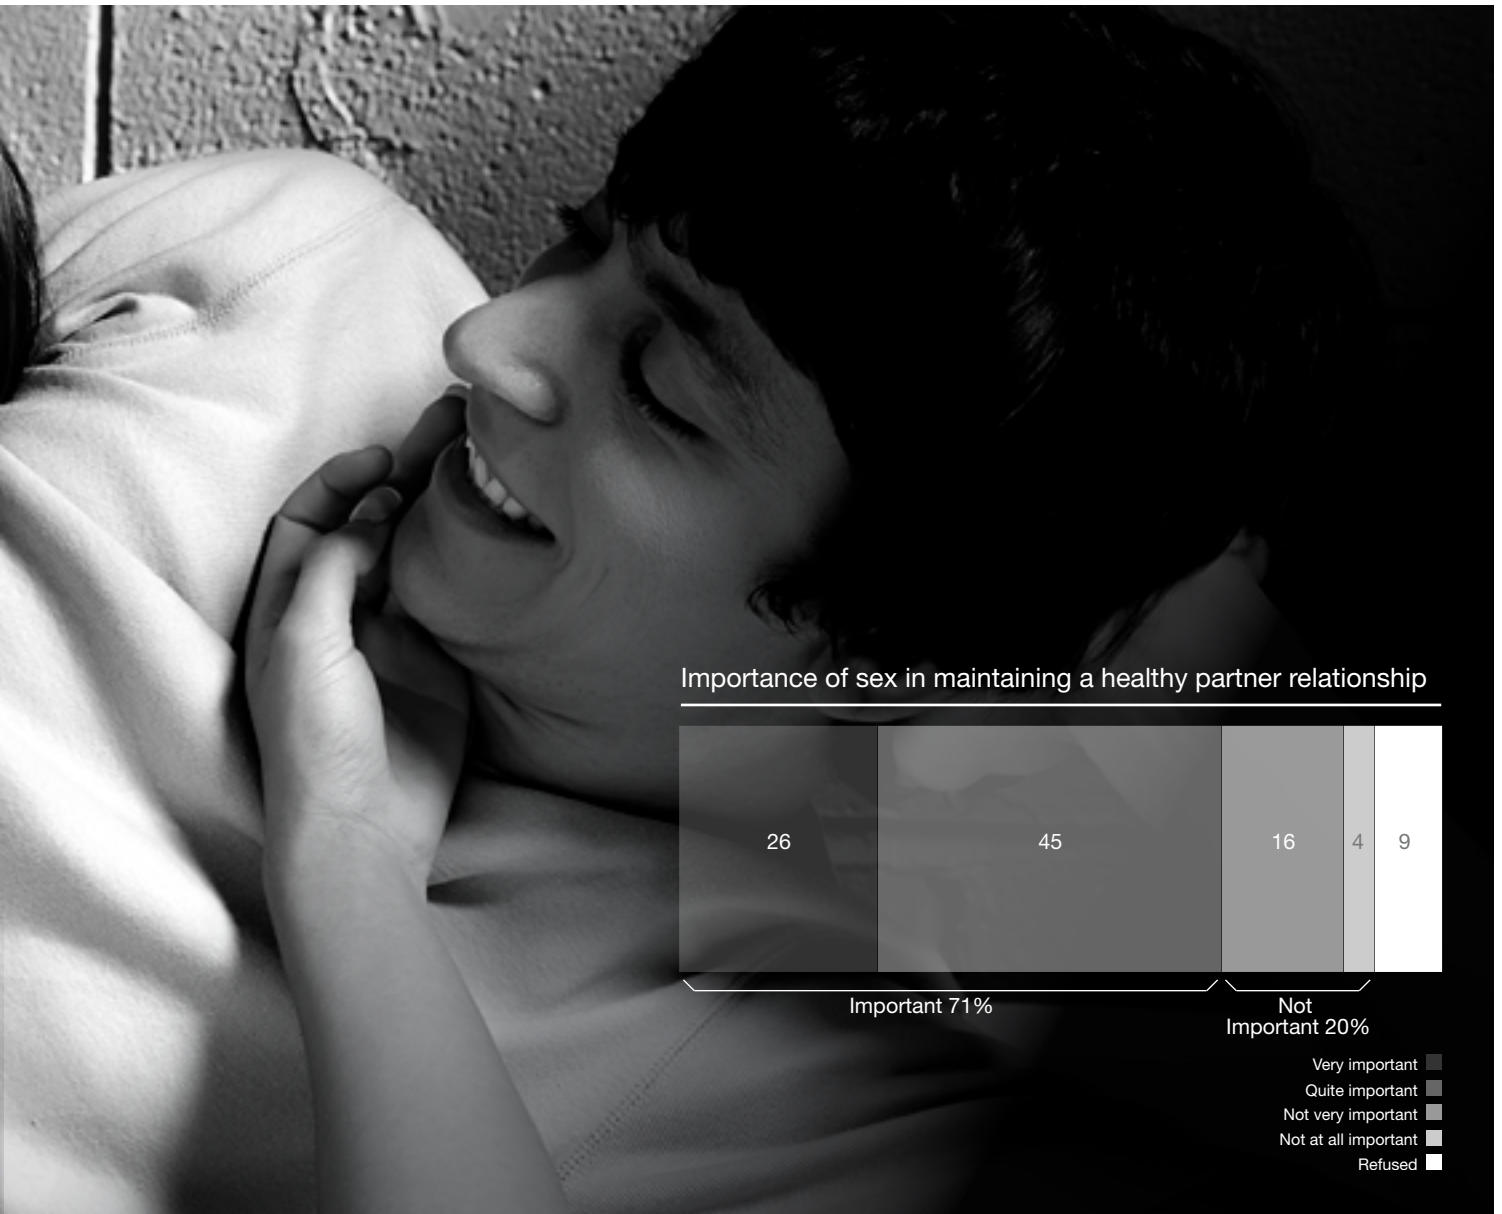 Importance of sex in maintaining a healthy partner relationship
26 45 16 4 9
Important 71%
Not
Important 20%
Very important
Quite important
Not very important
Not at all important
Refused